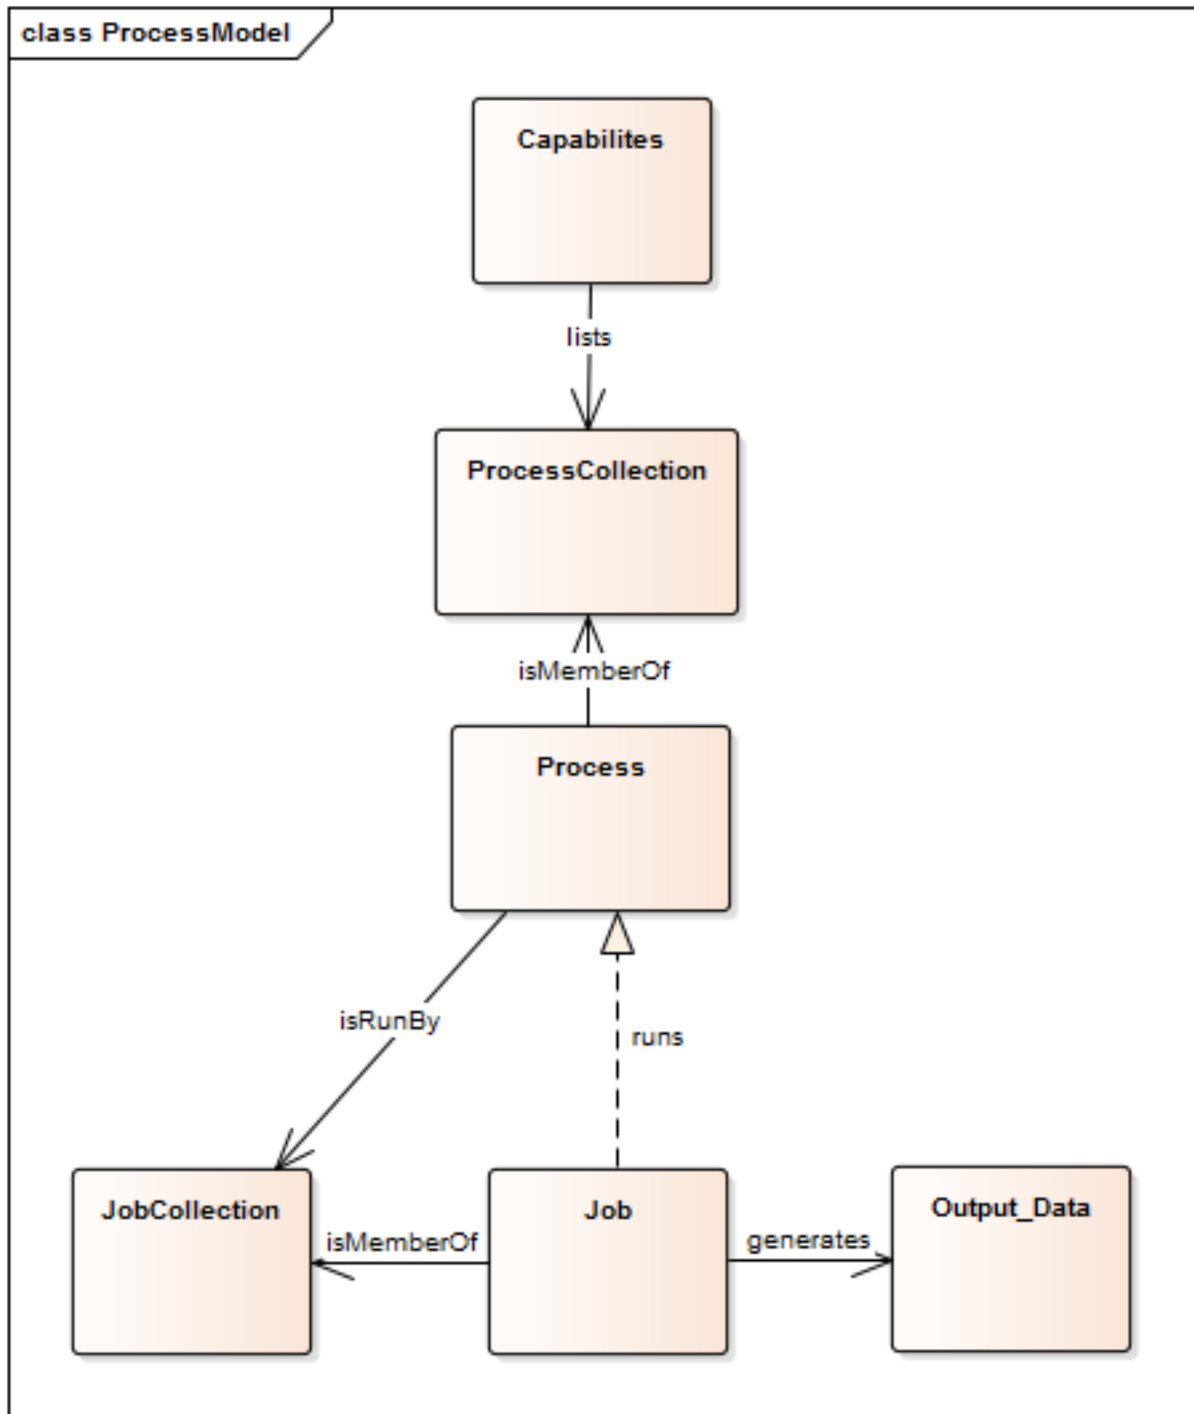 class ProcessModel
Capabilites
lists
ProcessCollection
isMemberOf
Process
isRunBy
runs
JobCollection
isMemberOf
Job
generates
Output_Data